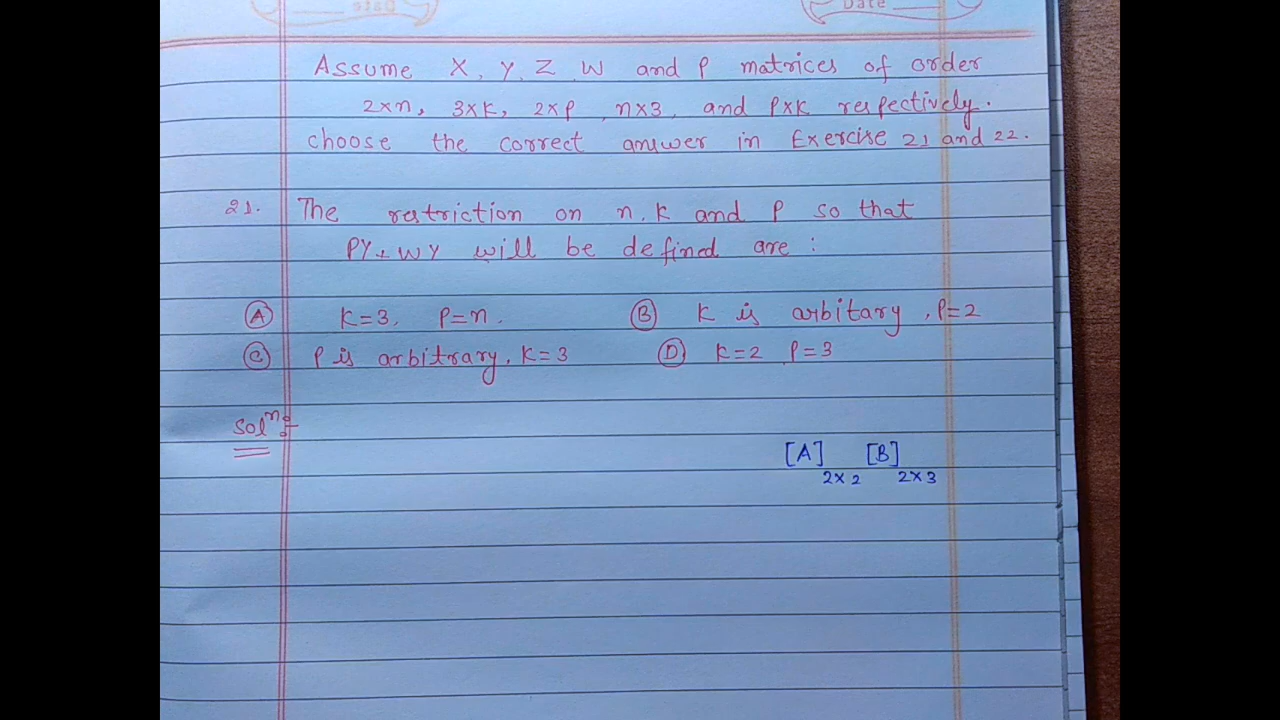 Date
Assume X, Y, Z, W and P matrices of order
2×n, 3×k, 2×p, n×3, and P×K respectively.
choose the correct answer in Exercise 21 and 22.
21. The restriction on n, k and p so that
PY + WY will be defined are :
(A) K=3, P=n.
(B) K is arbitary, P=2
(C) P is arbitrary, K=3
(D) K=2 P=3
Solⁿ:-
[A]2×2 [B]2×3